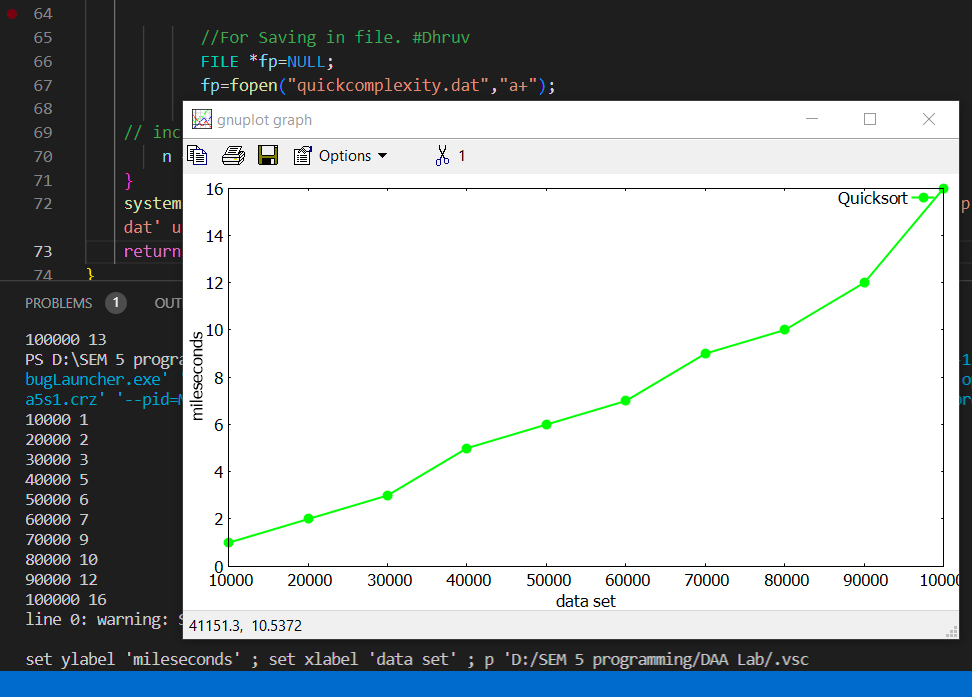 64
65 //For Saving in file. #Dhruv
66 FILE *fp=NULL;
67 fp=fopen("quickcomplexity.dat","a+");
68
69 // inc
70 n
71 }
72 system
dat' u
73 return
74 }
gnuplot graph
Options
1
Quicksort
16
14
12
10
8
6
4
2
0
mileseconds
10000 20000 30000 40000 50000 60000 70000 80000 90000 10000
data set
41151.3, 10.5372
PROBLEMS 1 OUT
100000 13
PS D:\SEM 5 progra
bugLauncher.exe'
a5s1.crz' '--pid=
10000 1
20000 2
30000 3
40000 5
50000 6
60000 7
70000 9
80000 10
90000 12
100000 16
line 0: warning:
set ylabel 'mileseconds' ; set xlabel 'data set' ; p 'D:/SEM 5 programming/DAA Lab/.vsc